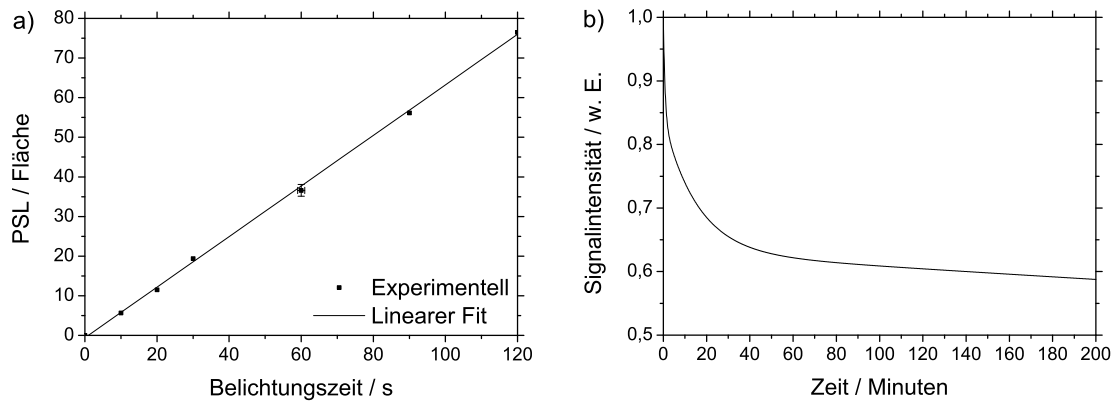 a)
PSL / Fläche
80
70
60
50
40
30
20
10
0
0 20 40 60 80 100 120
Belichtungszeit / s
Experimentell
Linearer Fit
b)
Signalintensität / w. E.
1,0
0,9
0,8
0,7
0,6
0,5
0 20 40 60 80 100 120 140 160 180 200
Zeit / Minuten